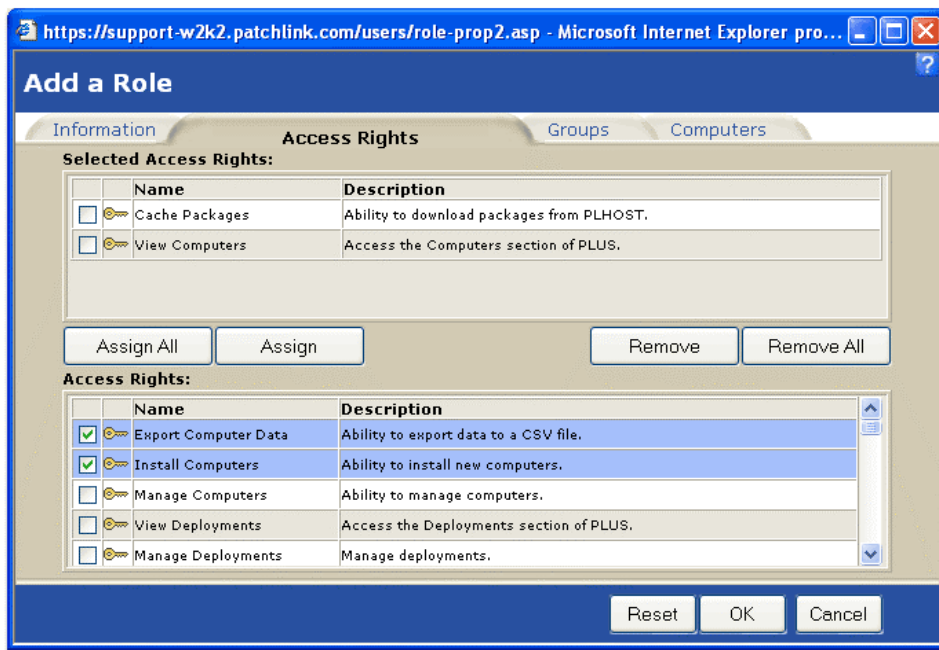 https://support-w2k2.patchlink.com/users/role-prop2.asp - Microsoft Internet Explorer pro...
?
Add a Role
Information Access Rights Groups Computers
Selected Access Rights:
Name Description
Cache Packages Ability to download packages from PLHOST.
View Computers Access the Computers section of PLUS.
Assign All Assign Remove Remove All
Access Rights:
Name Description
Export Computer Data Ability to export data to a CSV file.
Install Computers Ability to install new computers.
Manage Computers Ability to manage computers.
View Deployments Access the Deployments section of PLUS.
Manage Deployments Manage deployments.
Reset OK Cancel